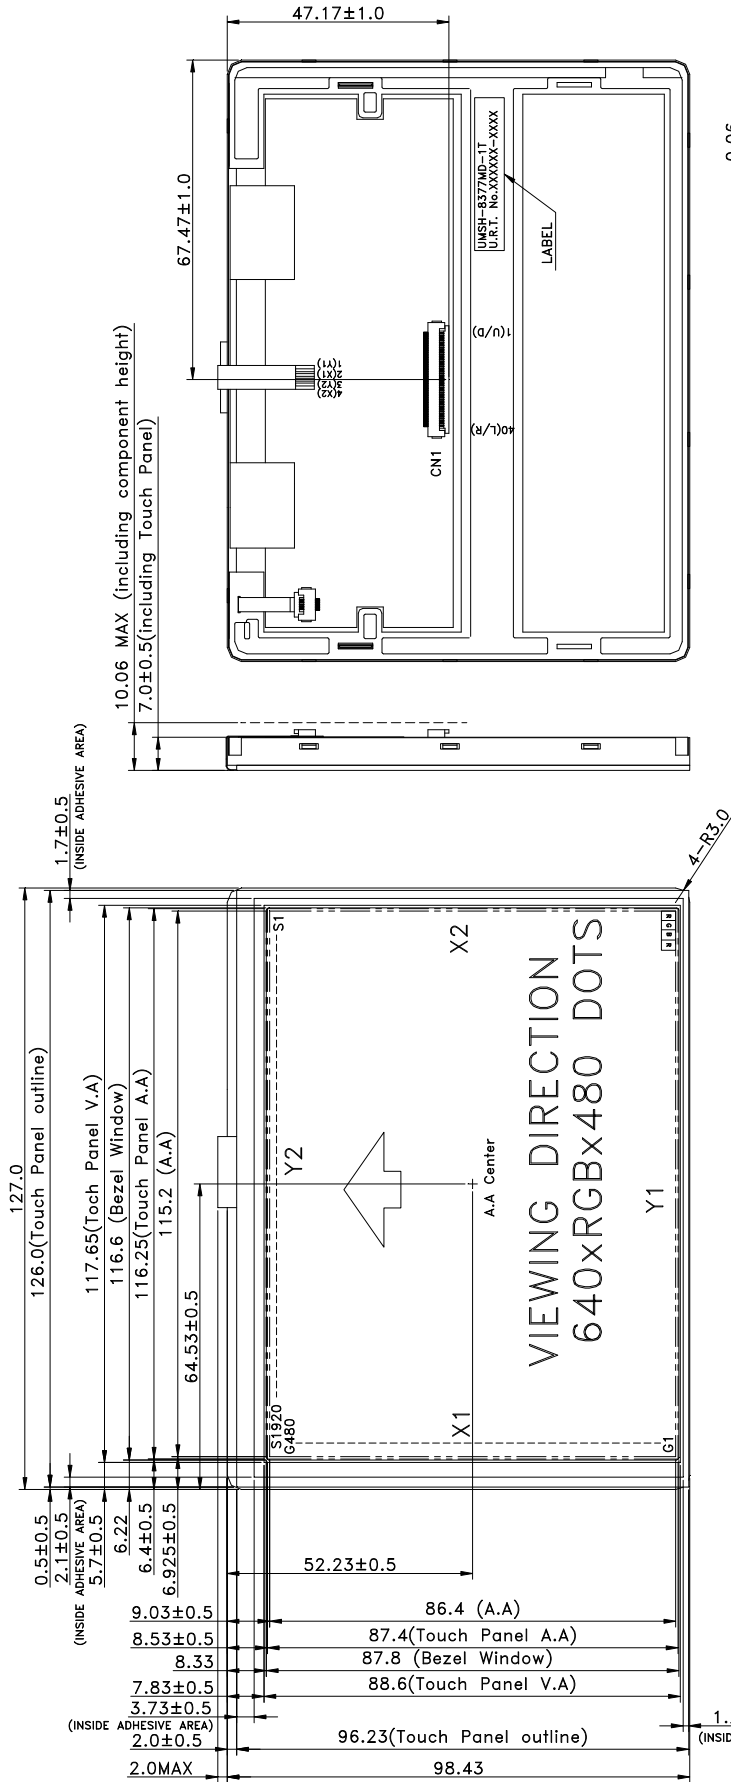 47.17±1.0
67.47±1.0
UMSH-8377MD-1T
U.R.T. No.XXXXXX-XXXX
LABEL
1(Y1)
2(X1)
3(Y2)
4(X2)
1(U/D)
40(L/R)
CN1
10.06 MAX (including component height)
7.0±0.5(including Touch Panel)
0.06
1.7±0.5
(INSIDE ADHESIVE AREA)
4-R3.0
127.0
126.0(Touch Panel outline)
117.65(Toch Panel V.A)
116.6 (Bezel Window)
116.25(Touch Panel A.A)
115.2 (A.A)
64.53±0.5
S1
X2
R G B R
Y2
A.A Center
VIEWING DIRECTION
640xRGBx480 DOTS
Y1
X1
S1920
G480
G1
0.5±0.5
2.1±0.5
(INSIDE ADHESIVE AREA)
5.7±0.5
6.22
6.4±0.5
6.925±0.5
52.23±0.5
9.03±0.5
86.4 (A.A)
8.53±0.5
87.4(Touch Panel A.A)
8.33
87.8 (Bezel Window)
7.83±0.5
88.6(Touch Panel V.A)
3.73±0.5
(INSIDE ADHESIVE AREA)
1.
(INSID
2.0±0.5
96.23(Touch Panel outline)
2.0MAX
98.43